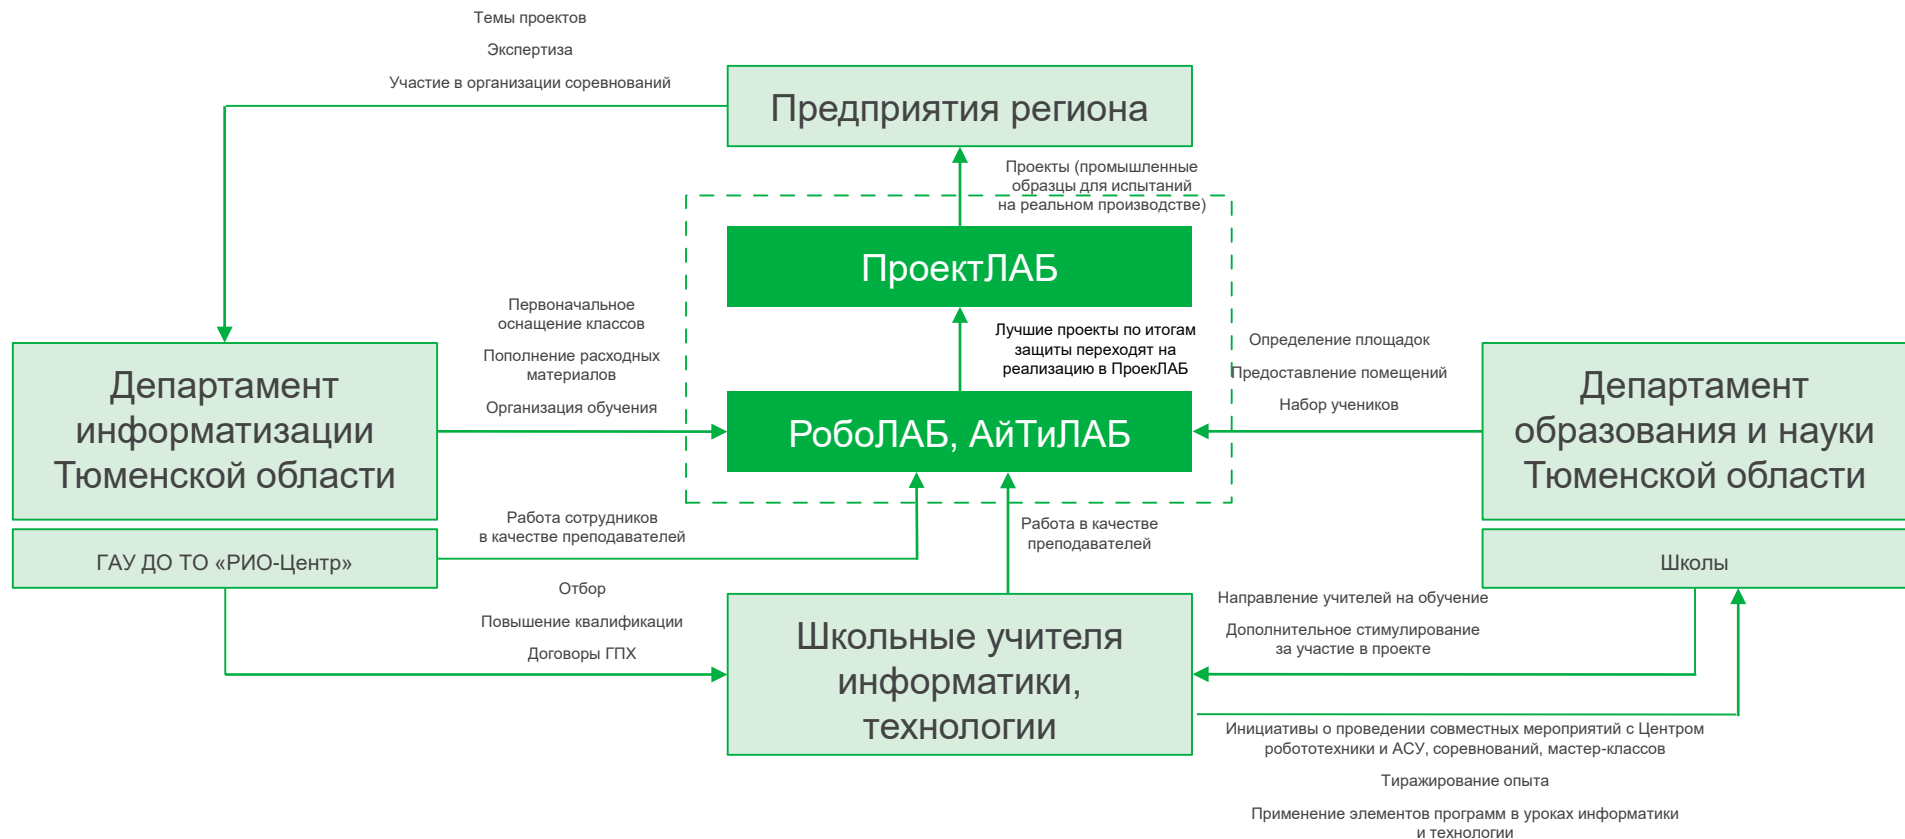 Темы проектов
Экспертиза
Участие в организации соревнований
Предприятия региона
Проекты (промышленные
образцы для испытаний
на реальном производстве)
ПроектЛАБ
Первоначальное
оснащение классов
Пополнение расходных
материалов
Организация обучения
Лучшие проекты по итогам
защиты переходят на
реализацию в ПроекЛАБ
Определение площадок
Предоставление помещений
Набор учеников
Департамент
информатизации
Тюменской области
РобоЛАБ, АйТиЛАБ
Департамент
образования и науки
Тюменской области
Работа сотрудников
в качестве преподавателей
Работа в качестве
преподавателей
ГАУ ДО ТО «РИО-Центр»
Школы
Отбор
Повышение квалификации
Договоры ГПХ
Школьные учителя
информатики,
технологии
Направление учителей на обучение
Дополнительное стимулирование
за участие в проекте
Инициативы о проведении совместных мероприятий с Центром
робототехники и АСУ, соревнований, мастер-классов
Тиражирование опыта
Применение элементов программ в уроках информатики
и технологии